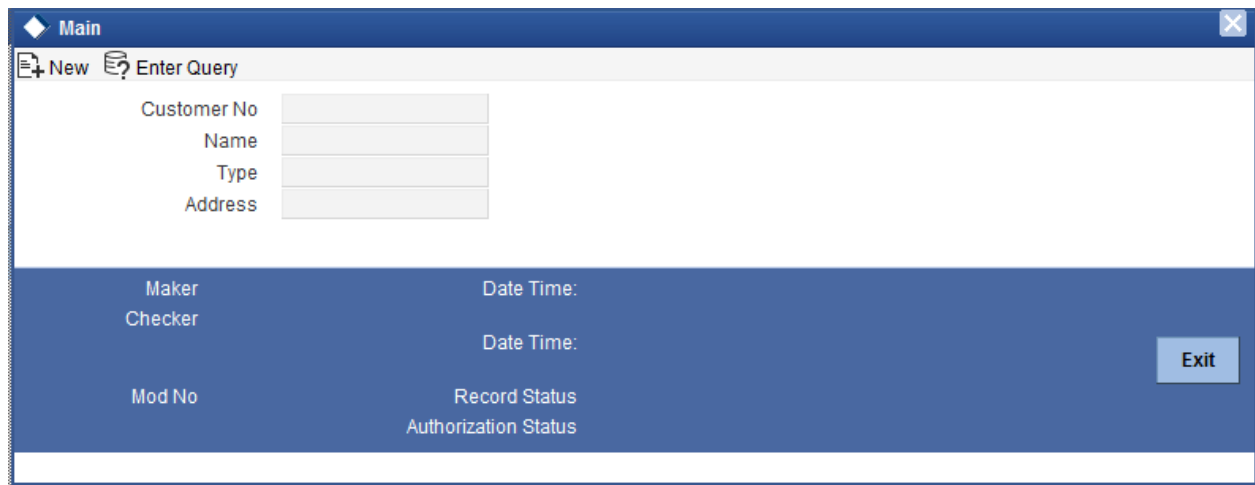 Main
New Enter Query
Customer No
Name
Type
Address
Maker Date Time:
Checker
Date Time:
Exit
Mod No Record Status
Authorization Status